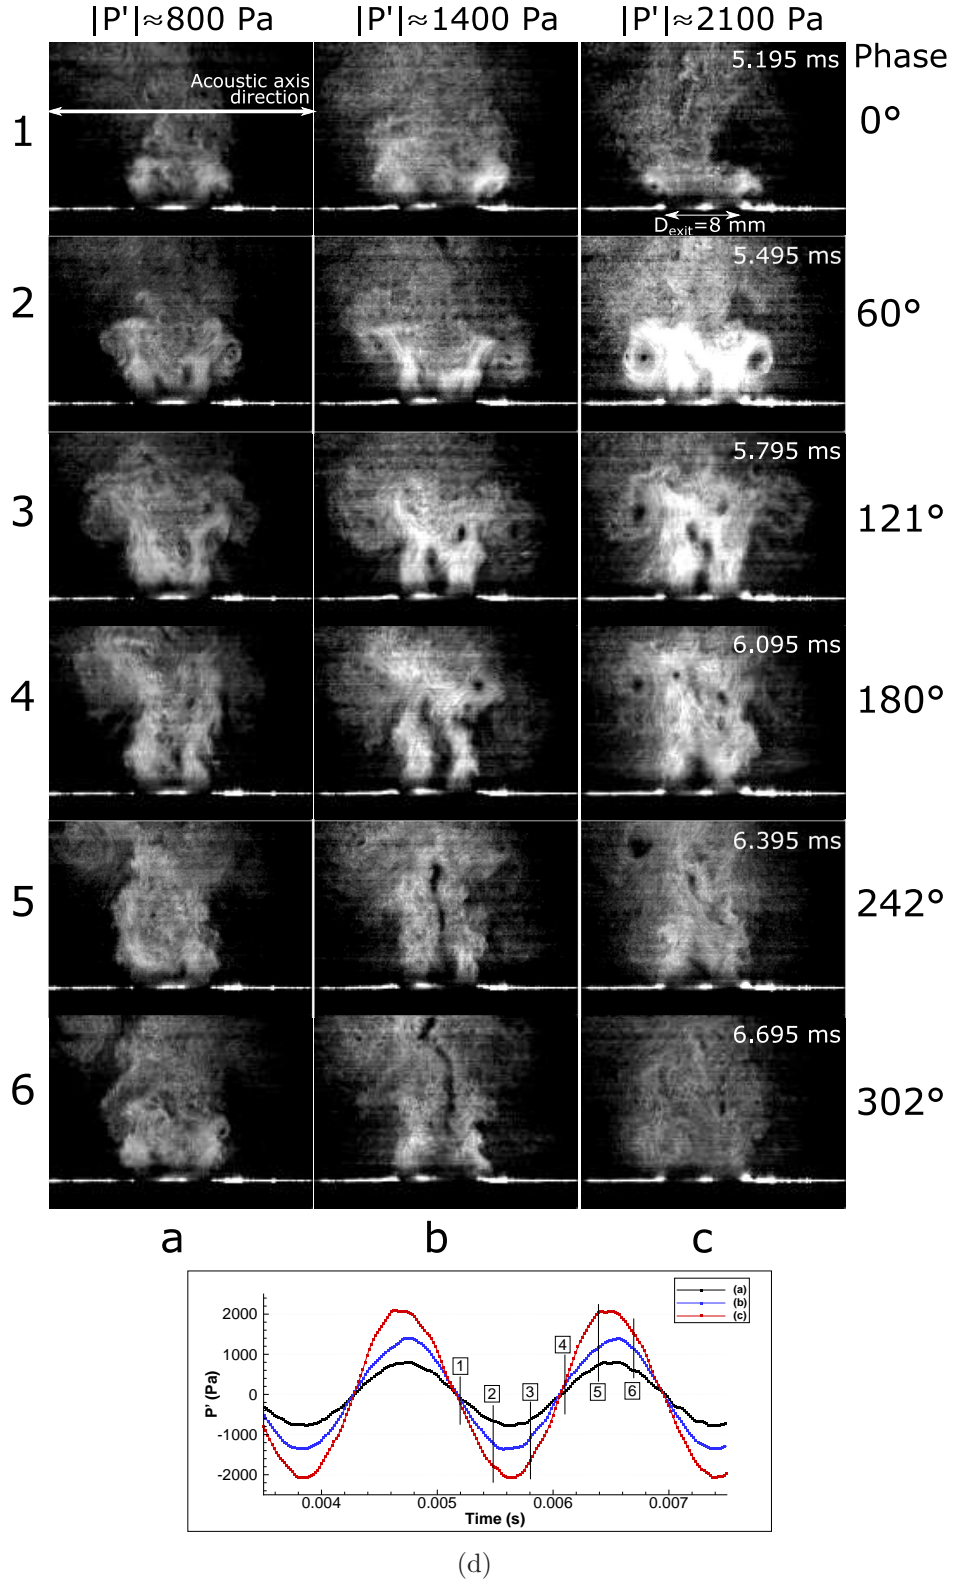 |P'|≈800 Pa |P'|≈1400 Pa |P'|≈2100 Pa
Phase
Acoustic axis
direction
5.195 ms
1
0°
D_exit=8 mm
5.495 ms
2
60°
5.795 ms
3
121°
6.095 ms
4
180°
6.395 ms
5
242°
6.695 ms
6
302°
a b c
(a)
(b)
(c)
2000
1000
0
-1000
-2000
P' (Pa)
1 2 3 4 5 6
0.004 0.005 0.006 0.007
Time (s)
(d)